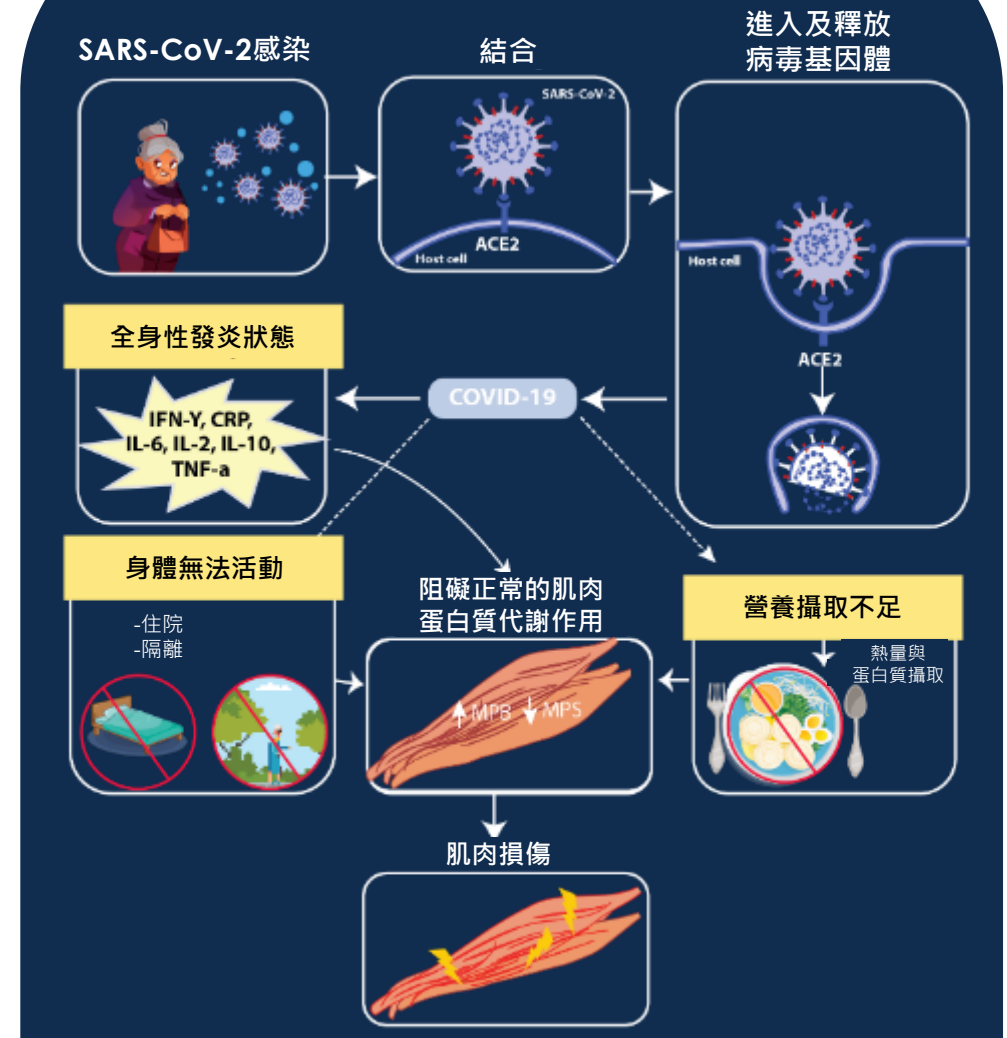 SARS-CoV-2感染
結合
進入及釋放
病毒基因體
SARS-CoV-2
ACE2
Host cell
Host cell
ACE2
全身性發炎狀態
IFN-Y, CRP,
IL-6, IL-2, IL-10,
TNF-a
COVID-19
身體無法活動
-住院
-隔離
阻礙正常的肌肉
蛋白質代謝作用
MPB MPS
營養攝取不足
熱量與
蛋白質攝取
肌肉損傷